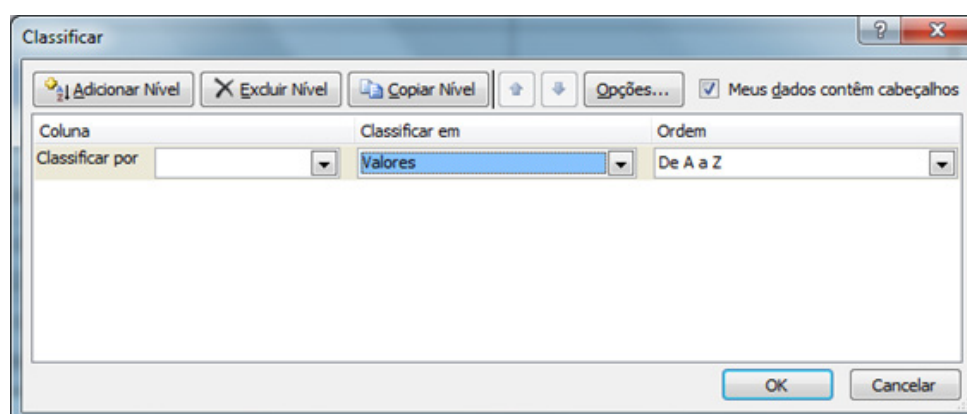 Classificar
Adicionar Nível Excluir Nível Copiar Nível Opções... Meus dados contêm cabeçalhos
Coluna Classificar em Ordem
Classificar por Valores De A a Z
OK Cancelar